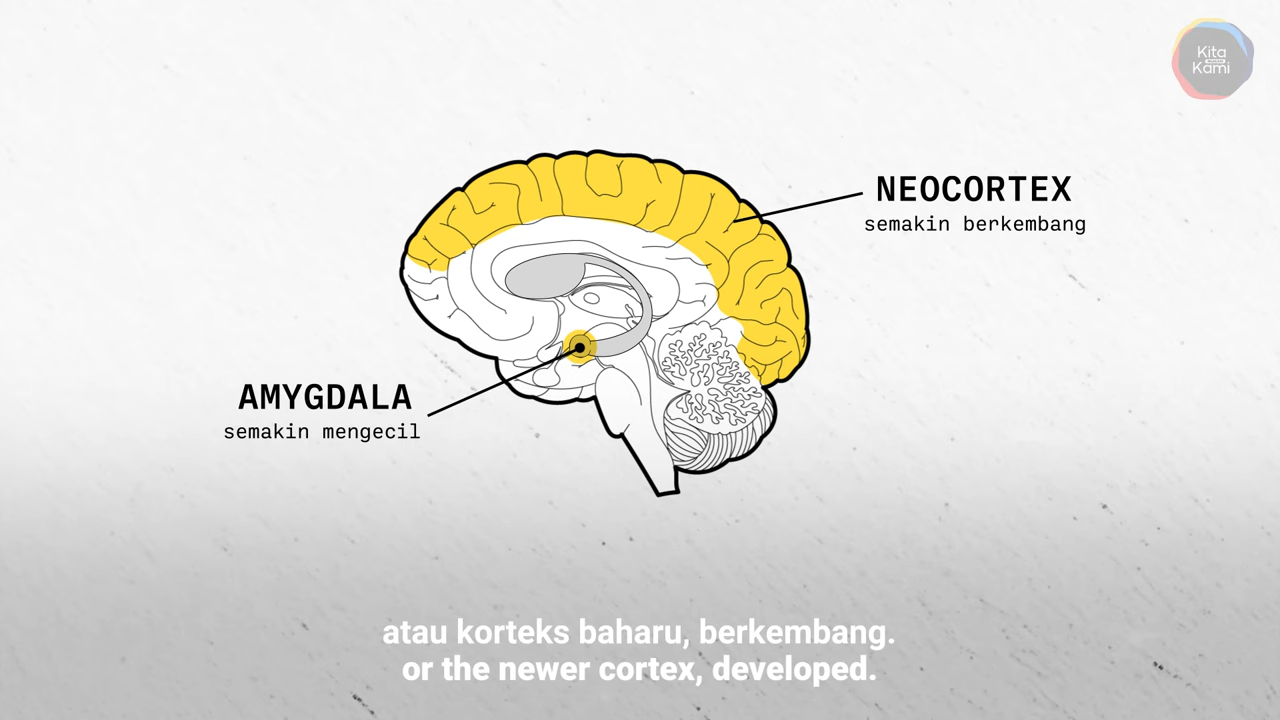 Kita
Kami
NEOCORTEX
semakin berkembang
AMYGDALA
semakin mengecil
atau korteks baharu, berkembang.
or the newer cortex, developed.